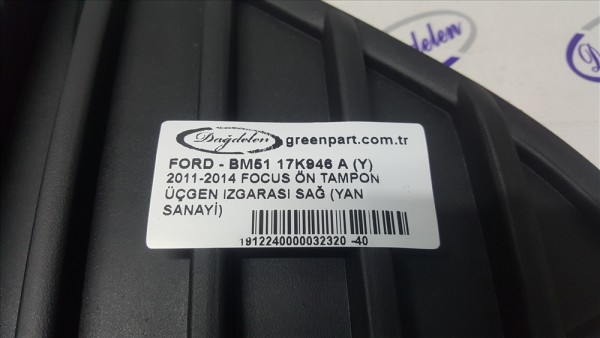 Dağdelen
Dağdelen greenpart.com.tr
FORD - BM51 17K946 A (Y)
2011-2014 FOCUS ÖN TAMPON
ÜÇGEN IZGARASI SAĞ (YAN
SANAYİ)
1912240000032320 -40